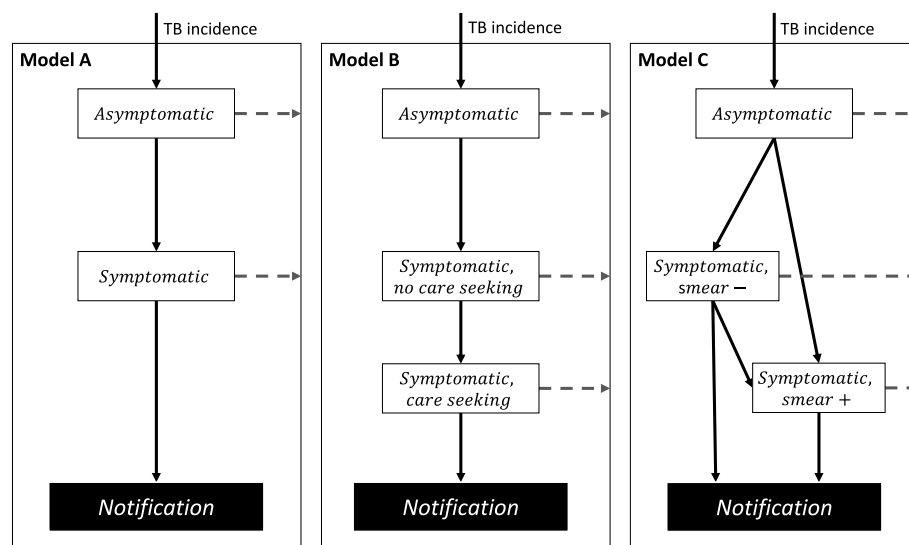 TB incidence
Model A
Asymptomatic
Symptomatic
Notification
TB incidence
Model B
Asymptomatic
Symptomatic,
no care seeking
Symptomatic,
care seeking
Notification
TB incidence
Model C
Asymptomatic
Symptomatic,
smear −
Symptomatic,
smear +
Notification